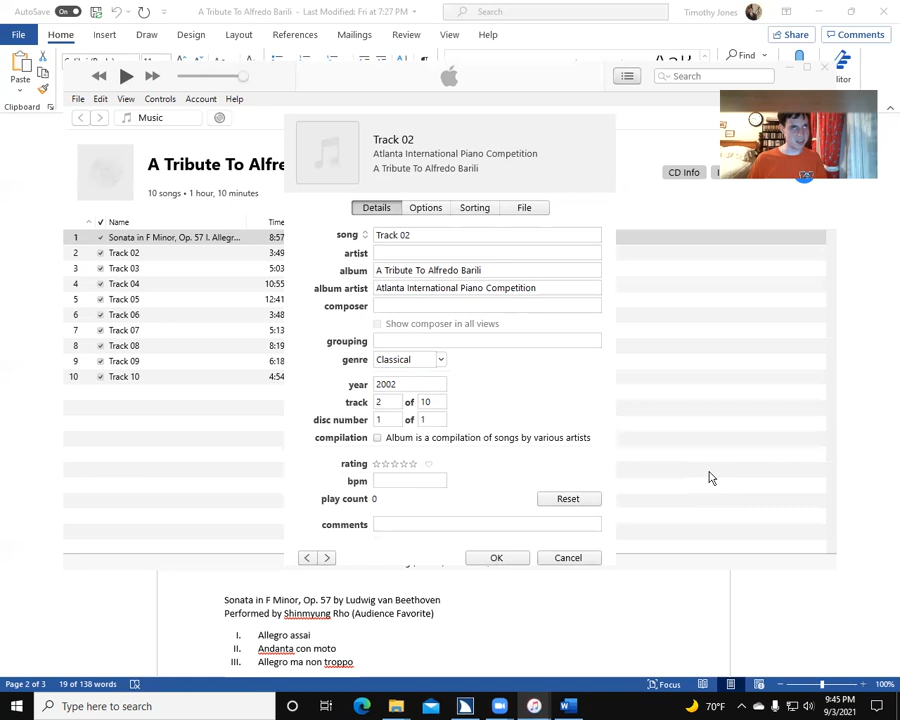 AutoSave On A Tribute To Alfredo Barili - Last Modified: Fri at 7:27 PM Search Timothy Jones
File Home Insert Draw Design Layout References Mailings Review View Help Share Comments
Paste Find
Clipboard litor
Search
File Edit View Controls Account Help
Music
A Tribute To Alfre
10 songs • 1 hour, 10 minutes
CD Info
Name Time
1 Sonata in F Minor, Op. 57 I. Allegr... 8:57
2 Track 02 3:49
3 Track 03 5:03
4 Track 04 10:55
5 Track 05 12:41
6 Track 06 3:48
7 Track 07 5:13
8 Track 08 8:19
9 Track 09 6:18
10 Track 10 4:54
Track 02
Atlanta International Piano Competition
A Tribute To Alfredo Barili
Details Options Sorting File
song Track 02
artist
album A Tribute To Alfredo Barili
album artist Atlanta International Piano Competition
composer
Show composer in all views
grouping
genre Classical
year 2002
track 2 of 10
disc number 1 of 1
compilation Album is a compilation of songs by various artists
rating
bpm
play count 0 Reset
comments
OK Cancel
Sonata in F Minor, Op. 57 by Ludwig van Beethoven
Performed by Shinmyung Rho (Audience Favorite)
I. Allegro assai
II. Andanta con moto
III. Allegro ma non troppo
Page 2 of 3 19 of 138 words Focus 100%
Type here to search 70°F 9:45 PM
9/3/2021